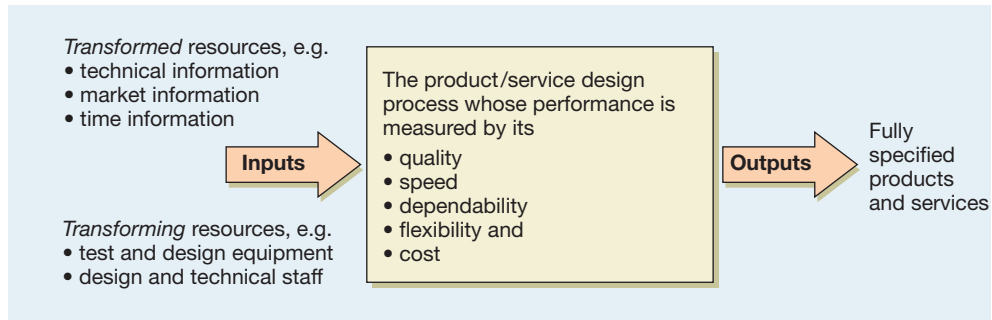 Transformed resources, e.g.
• technical information
• market information
• time information
Inputs
Transforming resources, e.g.
• test and design equipment
• design and technical staff
The product/service design
process whose performance is
measured by its
• quality
• speed
• dependability
• flexibility and
• cost
Outputs
Fully
specified
products
and services